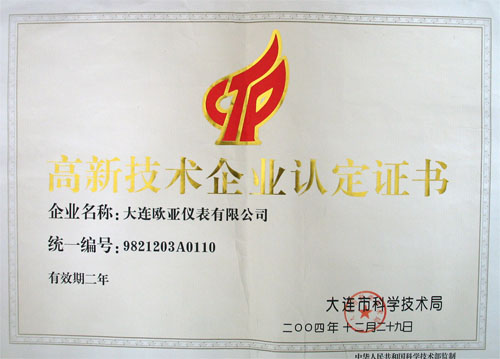 CTP
高新技术企业认定证书
企业名称：大连欧亚仪表有限公司
统一编号：9821203A0110
有效期二年
大连市科学技术局
二〇〇四年十二月二十九日
中华人民共和国科学技术部监制